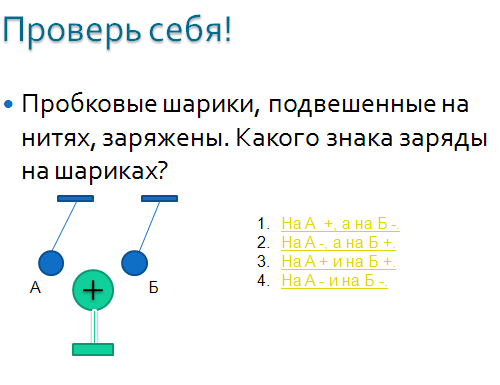 Проверь себя!
Пробковые шарики, подвешенные на
нитях, заряжены. Какого знака заряды
на шариках?
1. На А +, а на Б -.
2. На А -, а на Б +.
3. На А + и на Б +.
4. На А - и на Б -.
А
Б
+